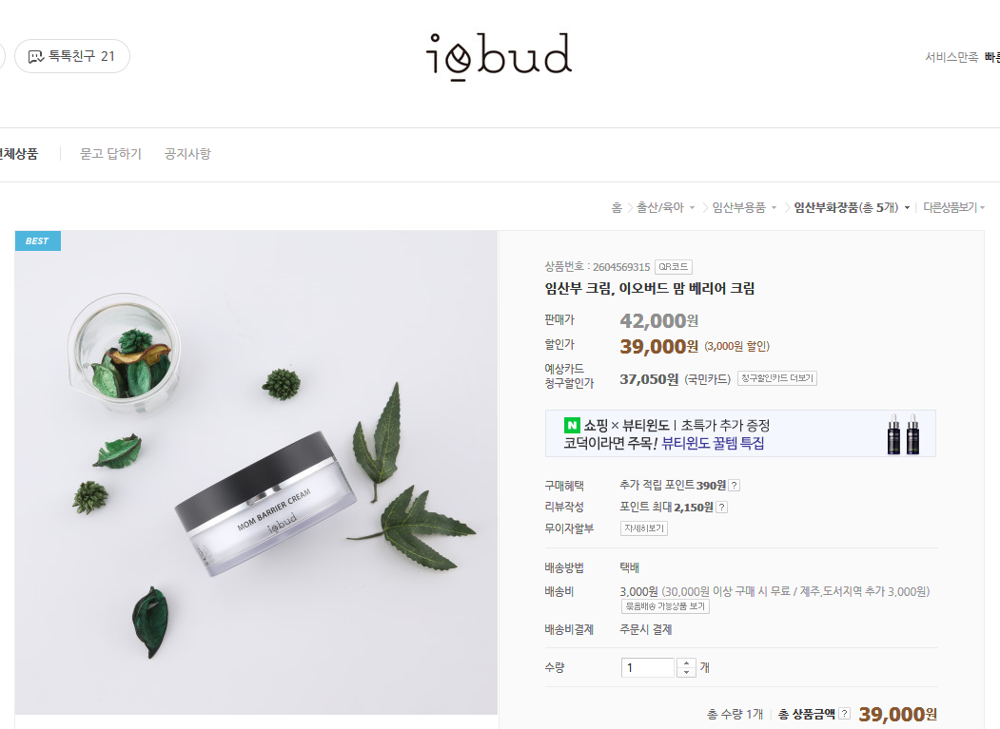 톡톡친구 21
iobud
서비스만족 빠른
전체상품 묻고 답하기 공지사항
홈 출산/육아 임산부용품 임산부화장품(총 5개) 다른상품보기
BEST
MOM BARRIER CREAM
iobud
상품번호 : 2604569315 QR코드
임산부 크림, 이오버드 맘 베리어 크림
판매가 42,000원
할인가 39,000원 (3,000원 할인)
예상카드
청구할인가 37,050원 (국민카드) 청구할인카드 더보기
N 쇼핑 × 뷰티윈도 | 초특가 추가 증정
코덕이라면 주목! 뷰티윈도 꿀템 특집
구매혜택 추가 적립 포인트 390원 ?
리뷰작성 포인트 최대 2,150원 ?
무이자할부 자세히보기
배송방법 택배
배송비 3,000원 (30,000원 이상 구매 시 무료 / 제주,도서지역 추가 3,000원)
묶음배송 가능상품 보기
배송비결제 주문시 결제
수량 1 개
총 수량 1개 | 총 상품금액 ? 39,000원